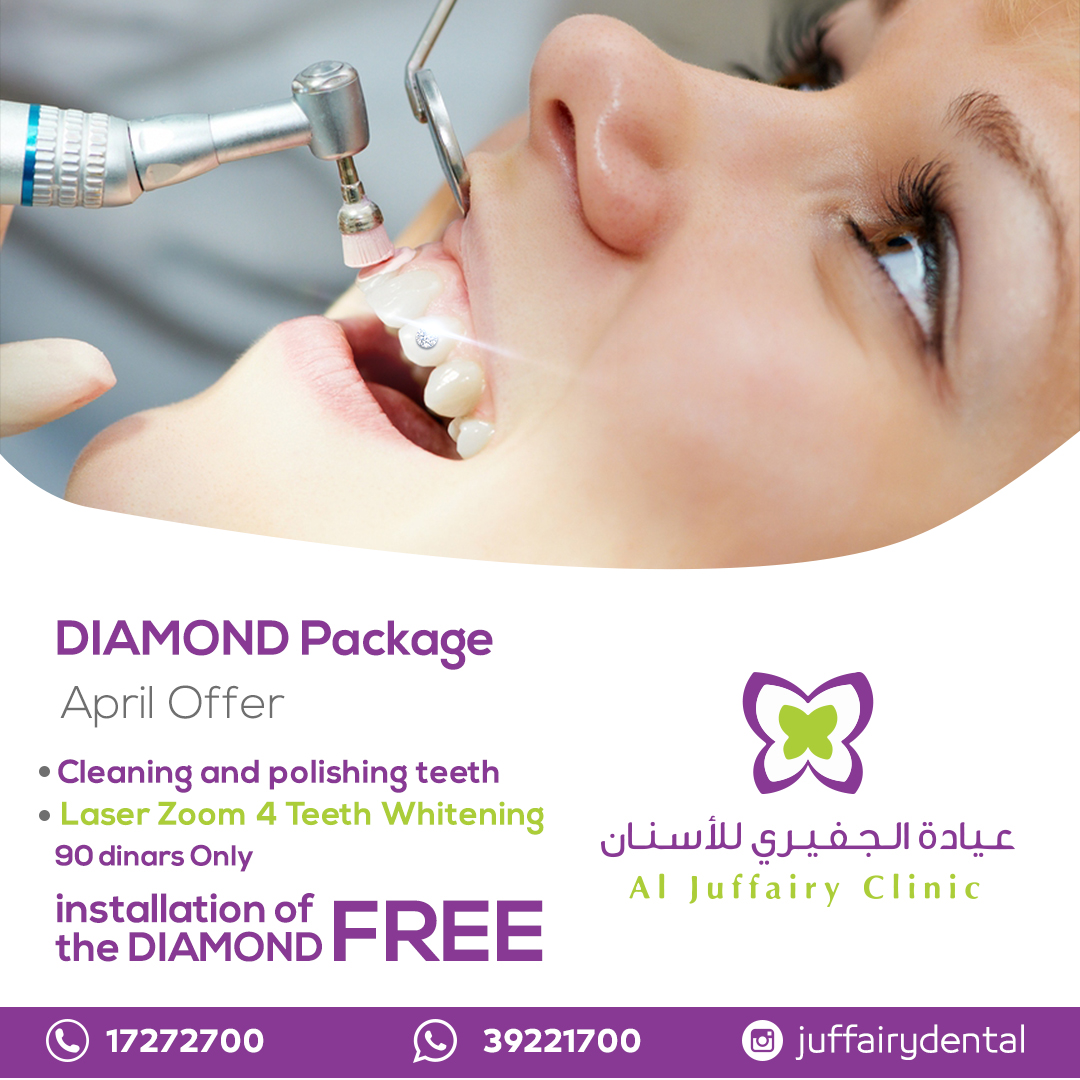 DIAMOND Package
April Offer
• Cleaning and polishing teeth
• Laser Zoom 4 Teeth Whitening
90 dinars Only
installation of
the DIAMOND FREE
عيادة الجفيري للأسنان
Al Juffairy Clinic
17272700
39221700
juffairydental